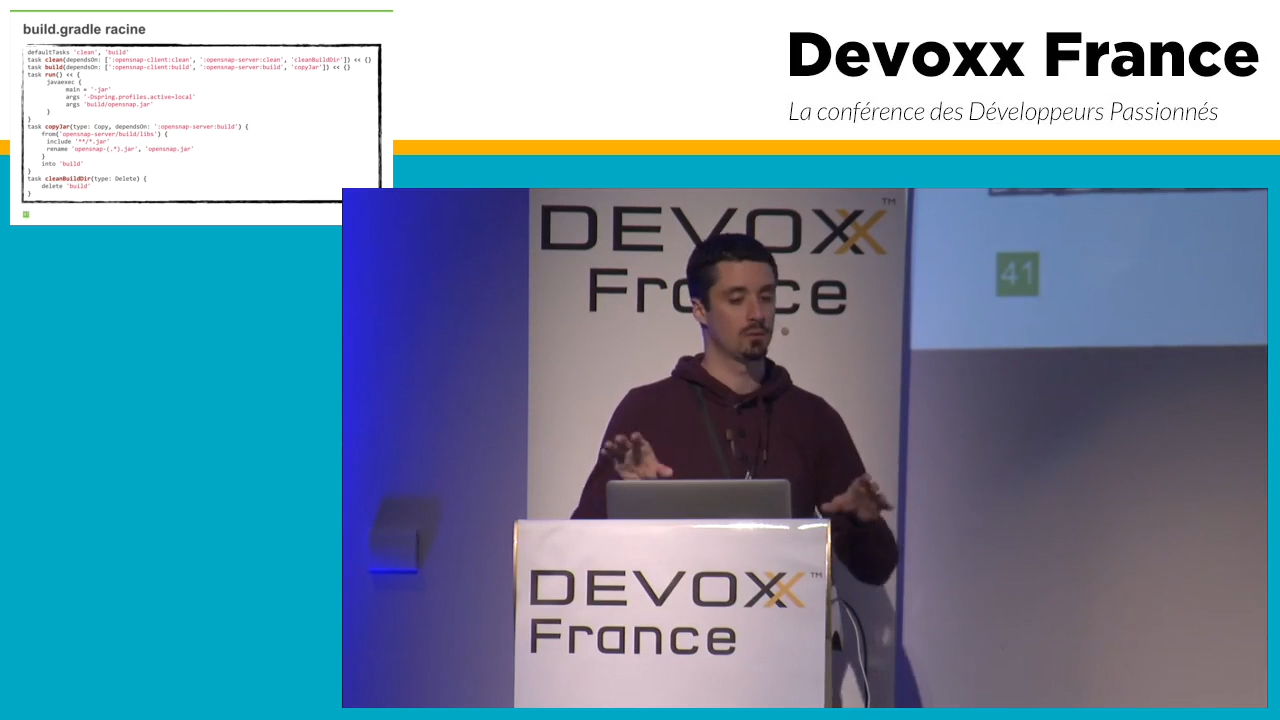 build.gradle racine
defaultTasks 'clean', 'build'
task clean(dependsOn: [':opensnap-client:clean', ':opensnap-server:clean', 'cleanBuildDir']) << {}
task build(dependsOn: [':opensnap-client:build', ':opensnap-server:build', 'copyJar']) << {}
task run() << {
javaexec {
main = '-jar'
args '-Dspring.profiles.active=local'
args 'build/opensnap.jar'
}
}
task copyJar(type: Copy, dependsOn: ':opensnap-server:build') {
from('opensnap-server/build/libs') {
include '**/*.jar'
rename 'opensnap-(.*).jar', 'opensnap.jar'
}
into 'build'
}
task cleanBuildDir(type: Delete) {
delete 'build'
}
41
Devoxx France
La conférence des Développeurs Passionnés
DEVOXX™
France
41
DEVOXX™
France